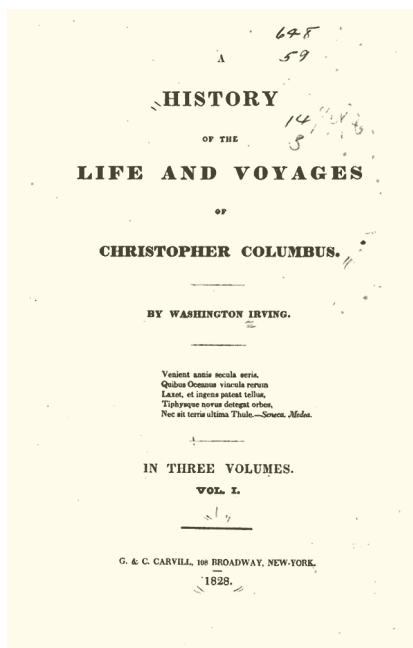 648
59
A
HISTORY
OF THE
14
3
LIFE AND VOYAGES
OF
CHRISTOPHER COLUMBUS.
BY WASHINGTON IRVING.
Venient annis secula seris,
Quibus Oceanus vincula rerum
Laxet, et ingens pateat tellus,
Tiphysque novus detegat orbes,
Nec sit terris ultima Thule.—Seneca. Medea.
IN THREE VOLUMES.
VOL. I.
G. & C. CARVILL, 108 BROADWAY, NEW-YORK.
1828.